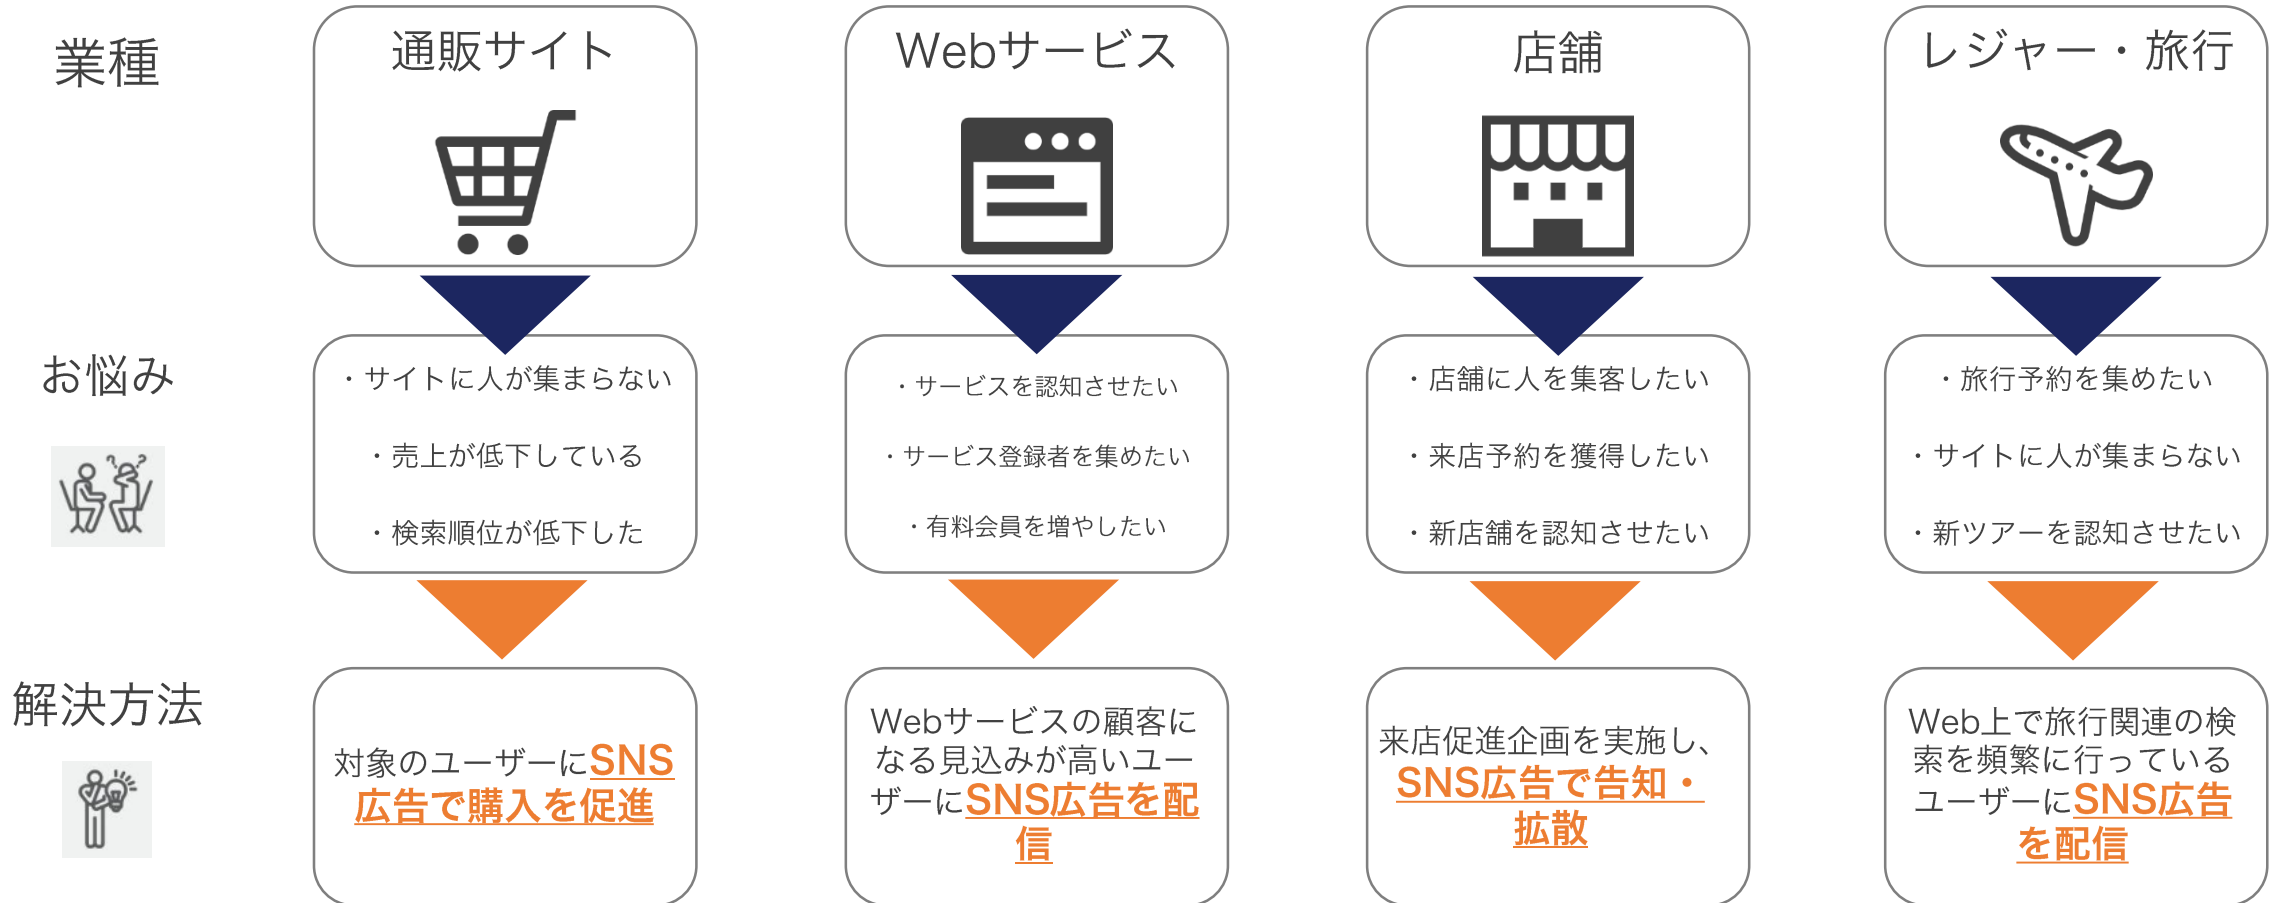 業種
通販サイト
Webサービス
店舗
レジャー・旅行
お悩み
・サイトに人が集まらない
・売上が低下している
・検索順位が低下した
・サービスを認知させたい
・サービス登録者を集めたい
・有料会員を増やしたい
・店舗に人を集客したい
・来店予約を獲得したい
・新店舗を認知させたい
・旅行予約を集めたい
・サイトに人が集まらない
・新ツアーを認知させたい
解決方法
対象のユーザーにSNS
広告で購入を促進
Webサービスの顧客に
なる見込みが高いユー
ザーにSNS広告を配
信
来店促進企画を実施し、
SNS広告で告知・
拡散
Web上で旅行関連の検
索を頻繁に行っている
ユーザーにSNS広告
を配信